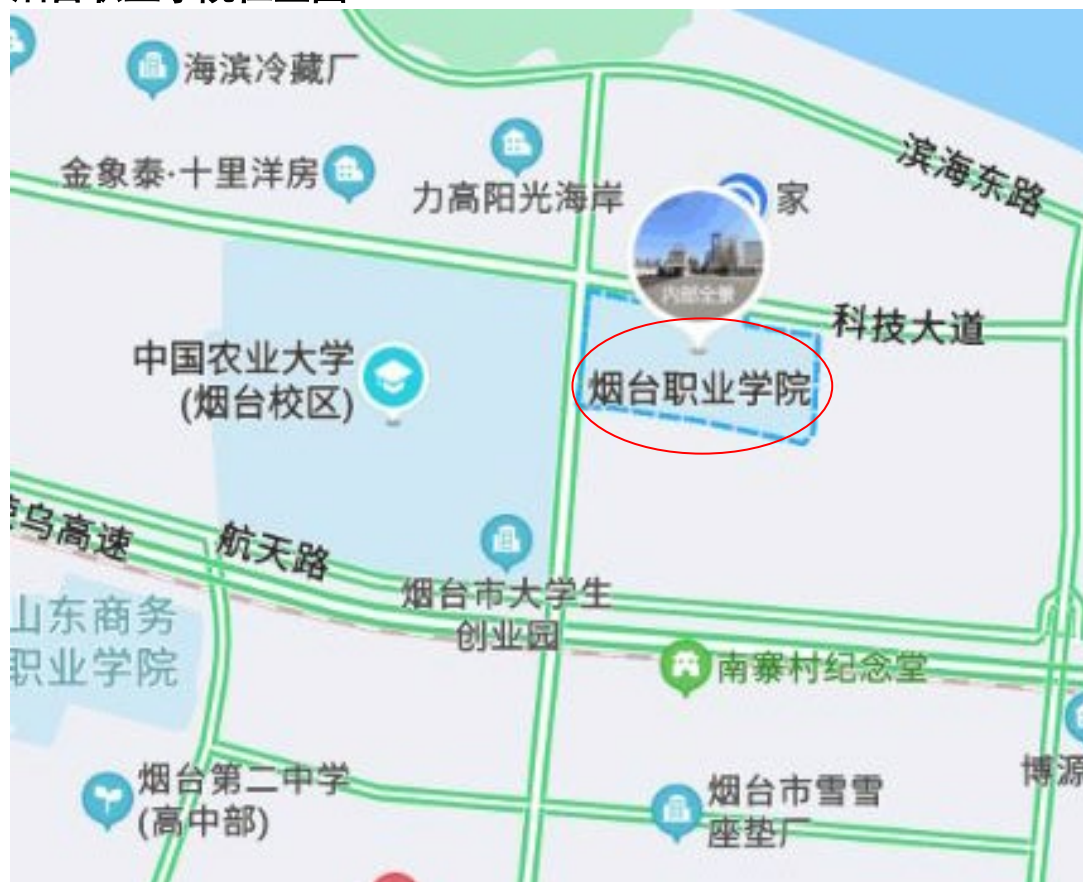 海滨冷藏厂
滨海东路
金象泰·十里洋房
力高阳光海岸
家
内部全景
科技大道
中国农业大学
(烟台校区)
烟台职业学院
乌高速
航天路
烟台市大学生
创业园
山东商务
职业学院
南寨村纪念堂
博源
烟台第二中学
(高中部)
烟台市雪雪
座垫厂